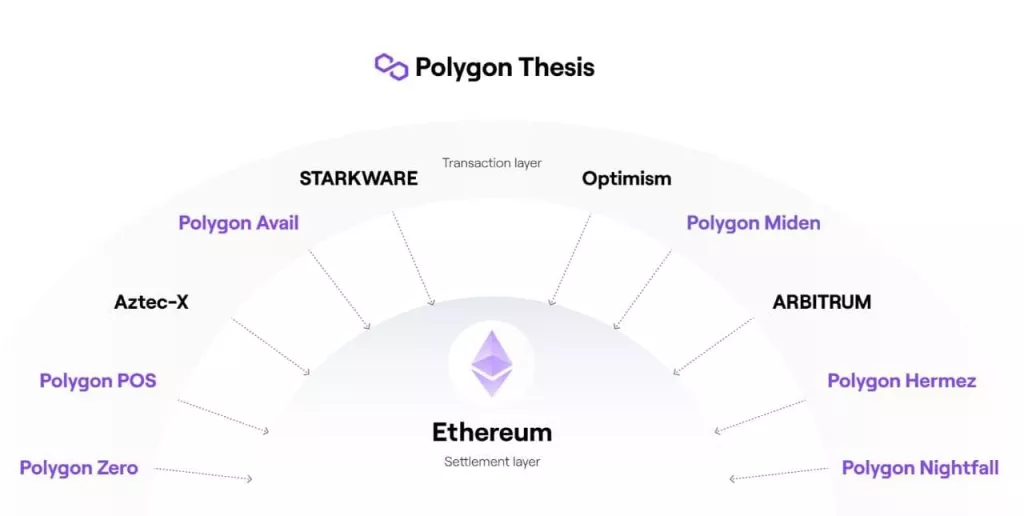 Polygon Thesis
Transaction layer
STARKWARE
Optimism
Polygon Avail
Polygon Miden
Aztec-X
ARBITRUM
Polygon POS
Polygon Hermez
Ethereum
Settlement layer
Polygon Zero
Polygon Nightfall